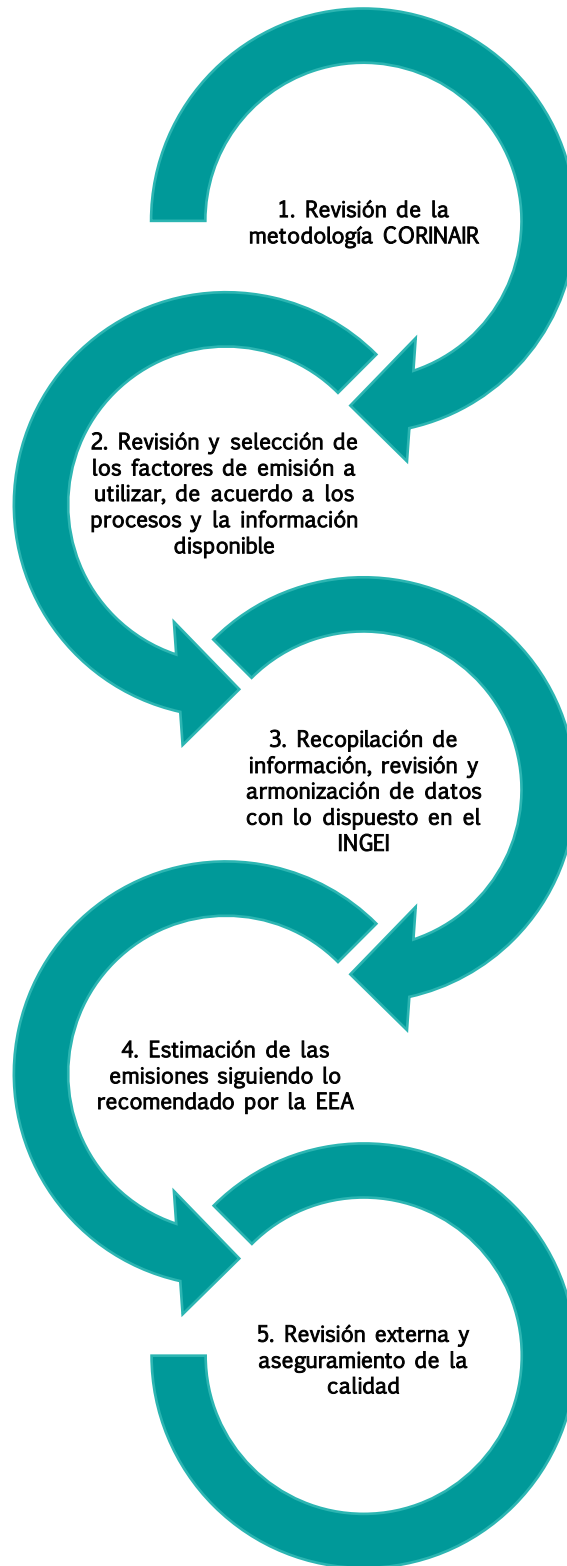 1. Revisión de la
metodología CORINAIR
2. Revisión y selección de
los factores de emisión a
utilizar, de acuerdo a los
procesos y la información
disponible
3. Recopilación de
información, revisión y
armonización de datos
con lo dispuesto en el
INGEI
4. Estimación de las
emisiones siguiendo lo
recomendado por la EEA
5. Revisión externa y
aseguramiento de la
calidad